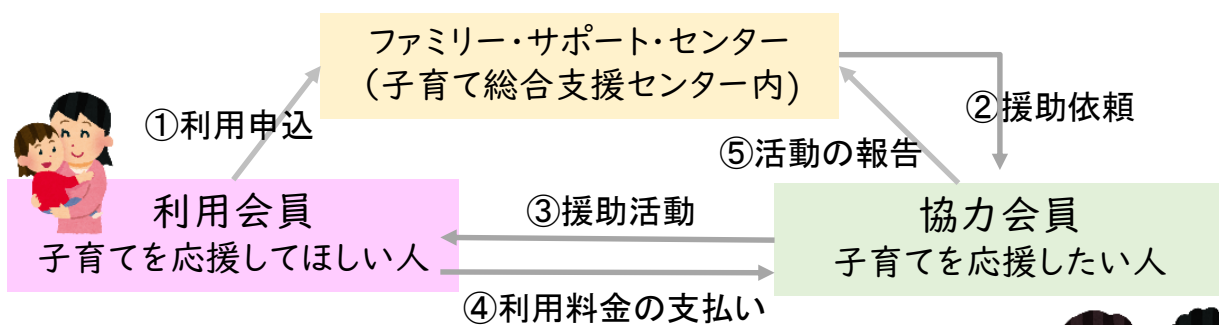 ファミリー・サポート・センター
(子育て総合支援センター内)
①利用申込
②援助依頼
⑤活動の報告
利用会員
子育てを応援してほしい人
③援助活動
協力会員
子育てを応援したい人
④利用料金の支払い